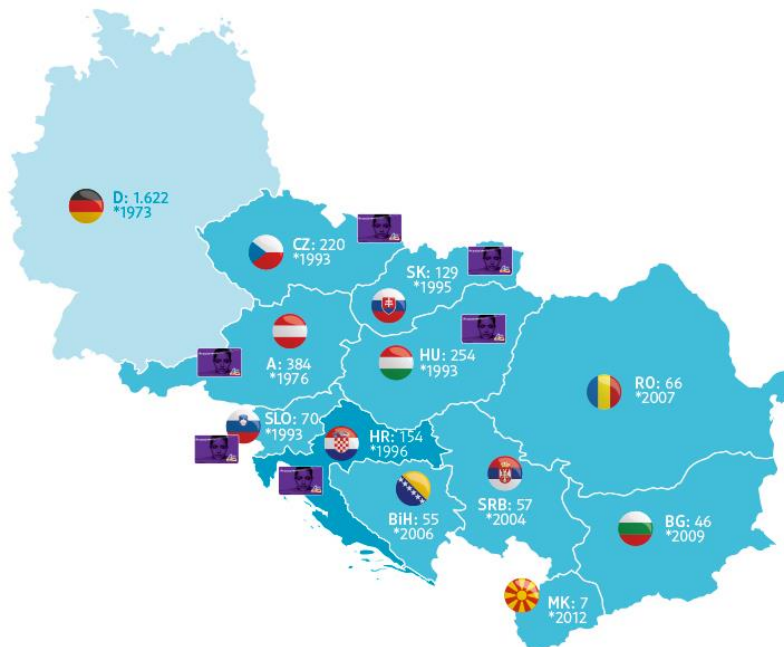 D: 1.622
*1973
CZ: 220
*1993
SK: 129
*1995
A: 384
*1976
HU: 254
*1993
RO: 66
*2007
SLO: 70
*1993
HR: 154
*1996
BiH: 55
*2006
SRB: 57
*2004
BG: 46
*2009
MK: 7
*2012